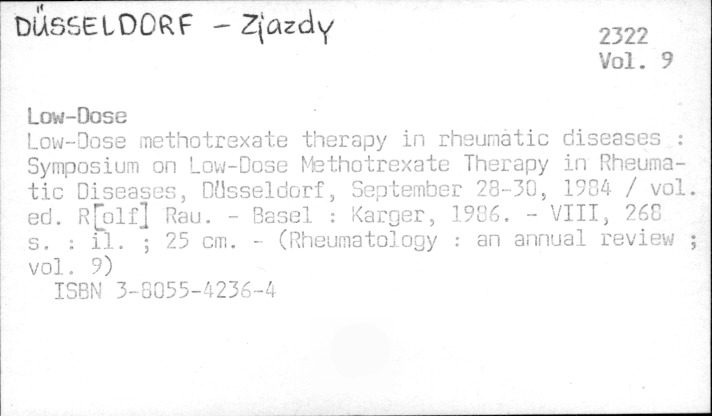 DÜSSELDORF – Zjazdy
2322
Vol. 9
Low-Dose
Low-Dose methotrexate therapy in rheumatic diseases :
Symposium on Low-Dose Methotrexate Therapy in Rheuma-
tic Diseases, Düsseldorf, September 28-30, 1984 / vol.
ed. R[olf] Rau. - Basel : Karger, 1986. - VIII, 268
s. : il. ; 25 cm. - (Rheumatology : an annual review ;
vol. 9)
ISBN 3-8055-4236-4